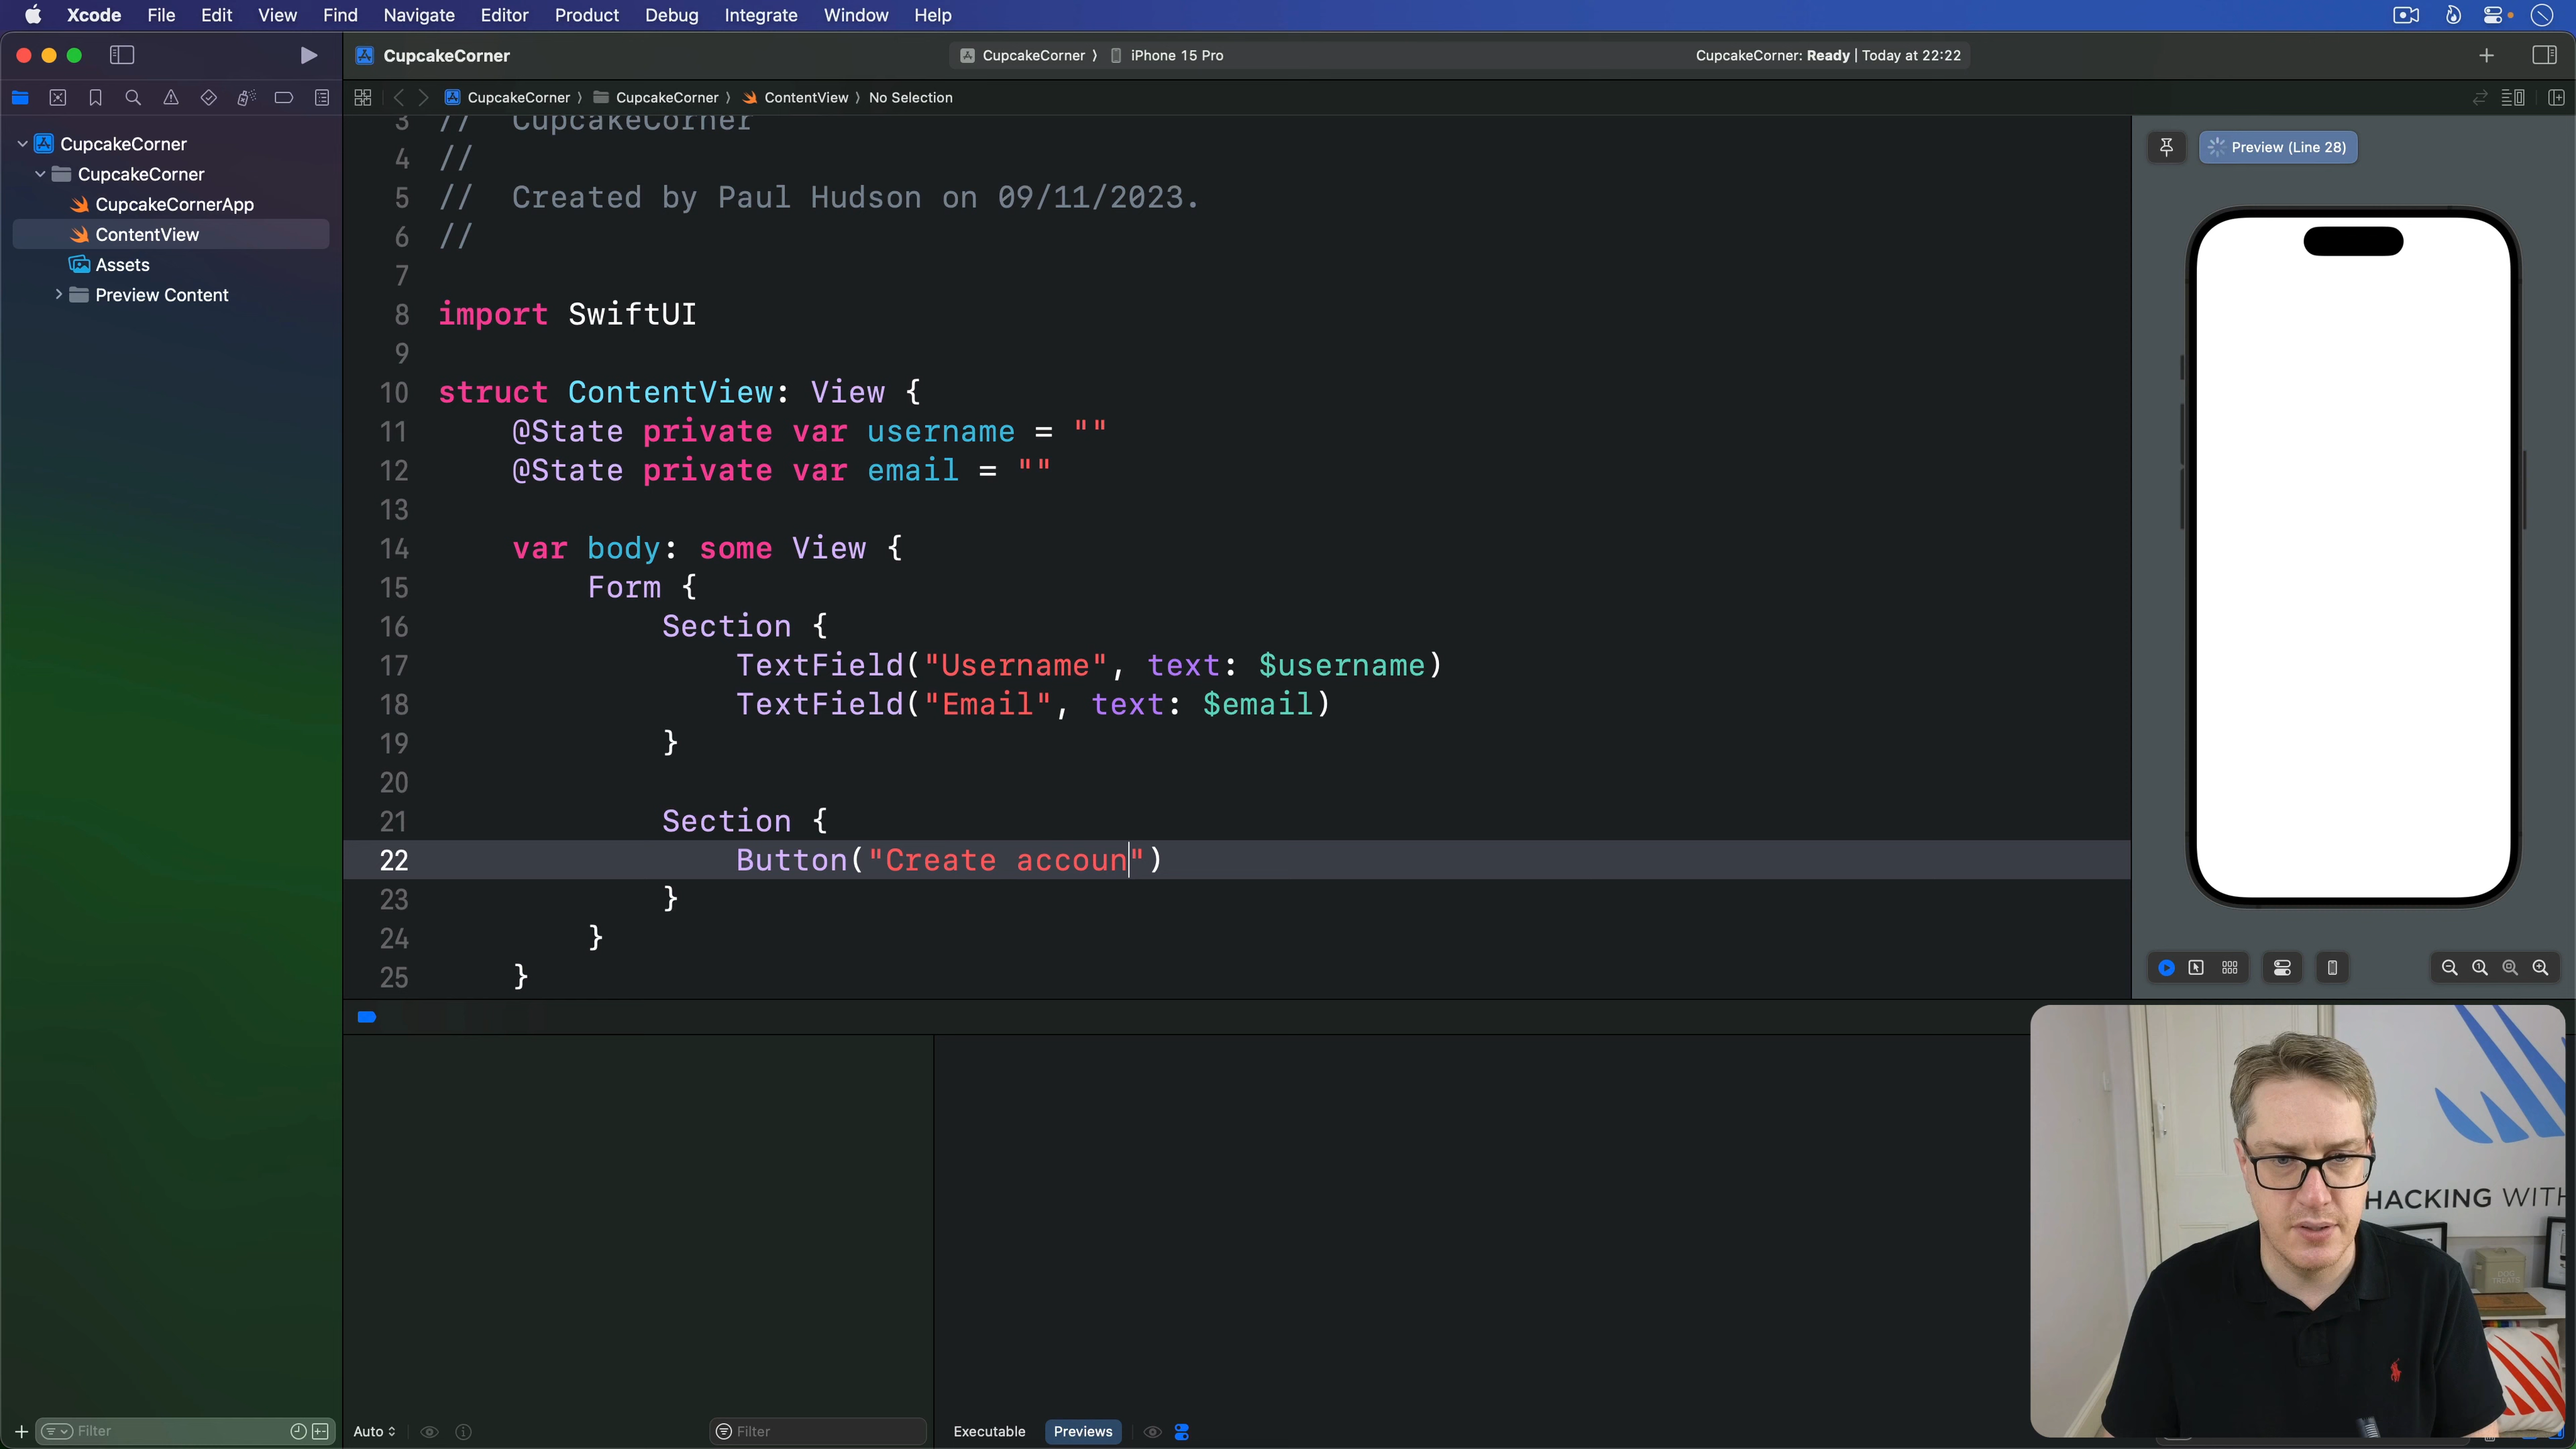 Xcode File Edit View Find Navigate Editor Product Debug Integrate Window Help
CupcakeCorner
CupcakeCorner ⟩ iPhone 15 Pro
CupcakeCorner: Ready | Today at 22:22
CupcakeCorner ⟩ CupcakeCorner ⟩ ContentView ⟩ No Selection
CupcakeCorner
CupcakeCorner
CupcakeCornerApp
ContentView
Assets
Preview Content
3 // CupcakeCorner
4 //
5 // Created by Paul Hudson on 09/11/2023.
6 //
7
8 import SwiftUI
9
10 struct ContentView: View {
11 @State private var username = ""
12 @State private var email = ""
13
14 var body: some View {
15 Form {
16 Section {
17 TextField("Username", text: $username)
18 TextField("Email", text: $email)
19 }
20
21 Section {
22 Button("Create accoun")
23 }
24 }
25 }
Preview (Line 28)
HACKING WITH
Filter
Auto
Filter
Executable Previews